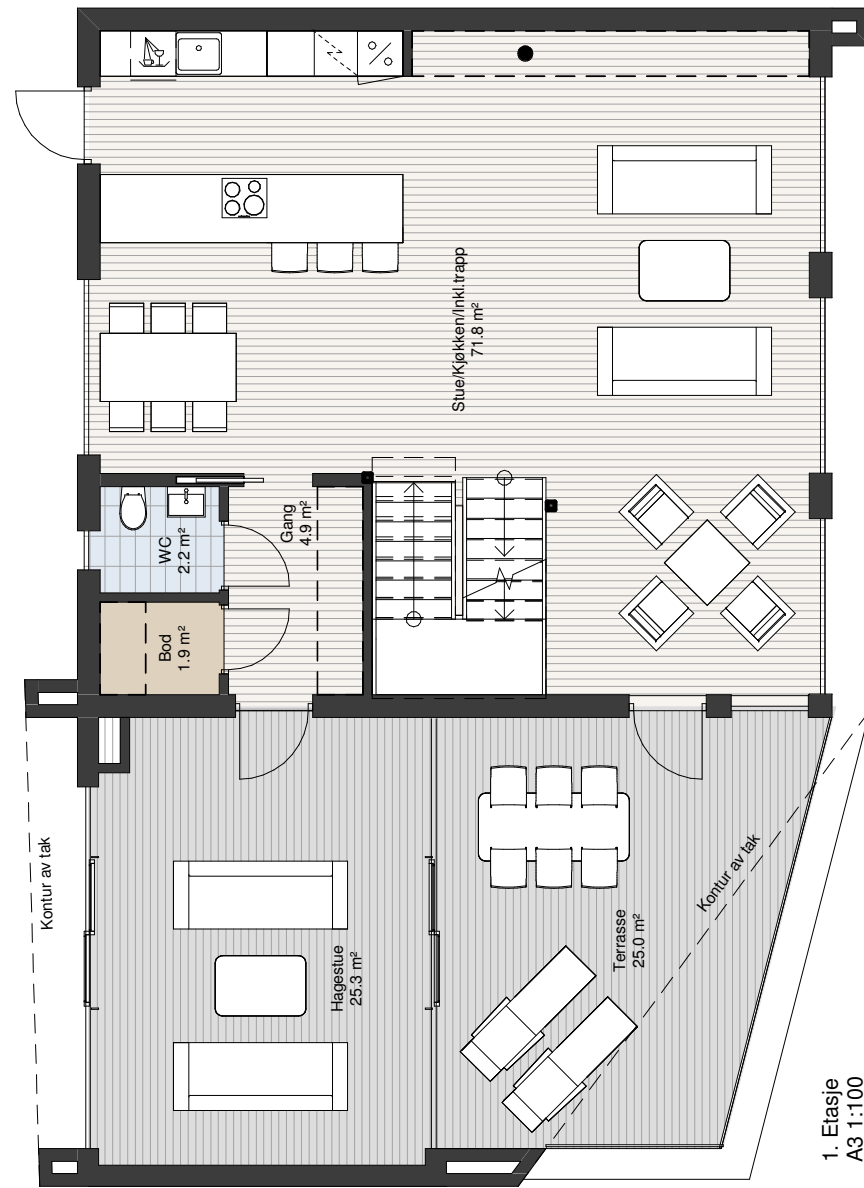 Stue/Kjøkken/Inkl.trapp
71.8 m²
Gang
4.9 m²
WC
2.2 m²
Bod
1.9 m²
Kontur av tak
Hagestue
25.3 m²
Terrasse
25.0 m²
Kontur av tak
1. Etasje
A3 1:100